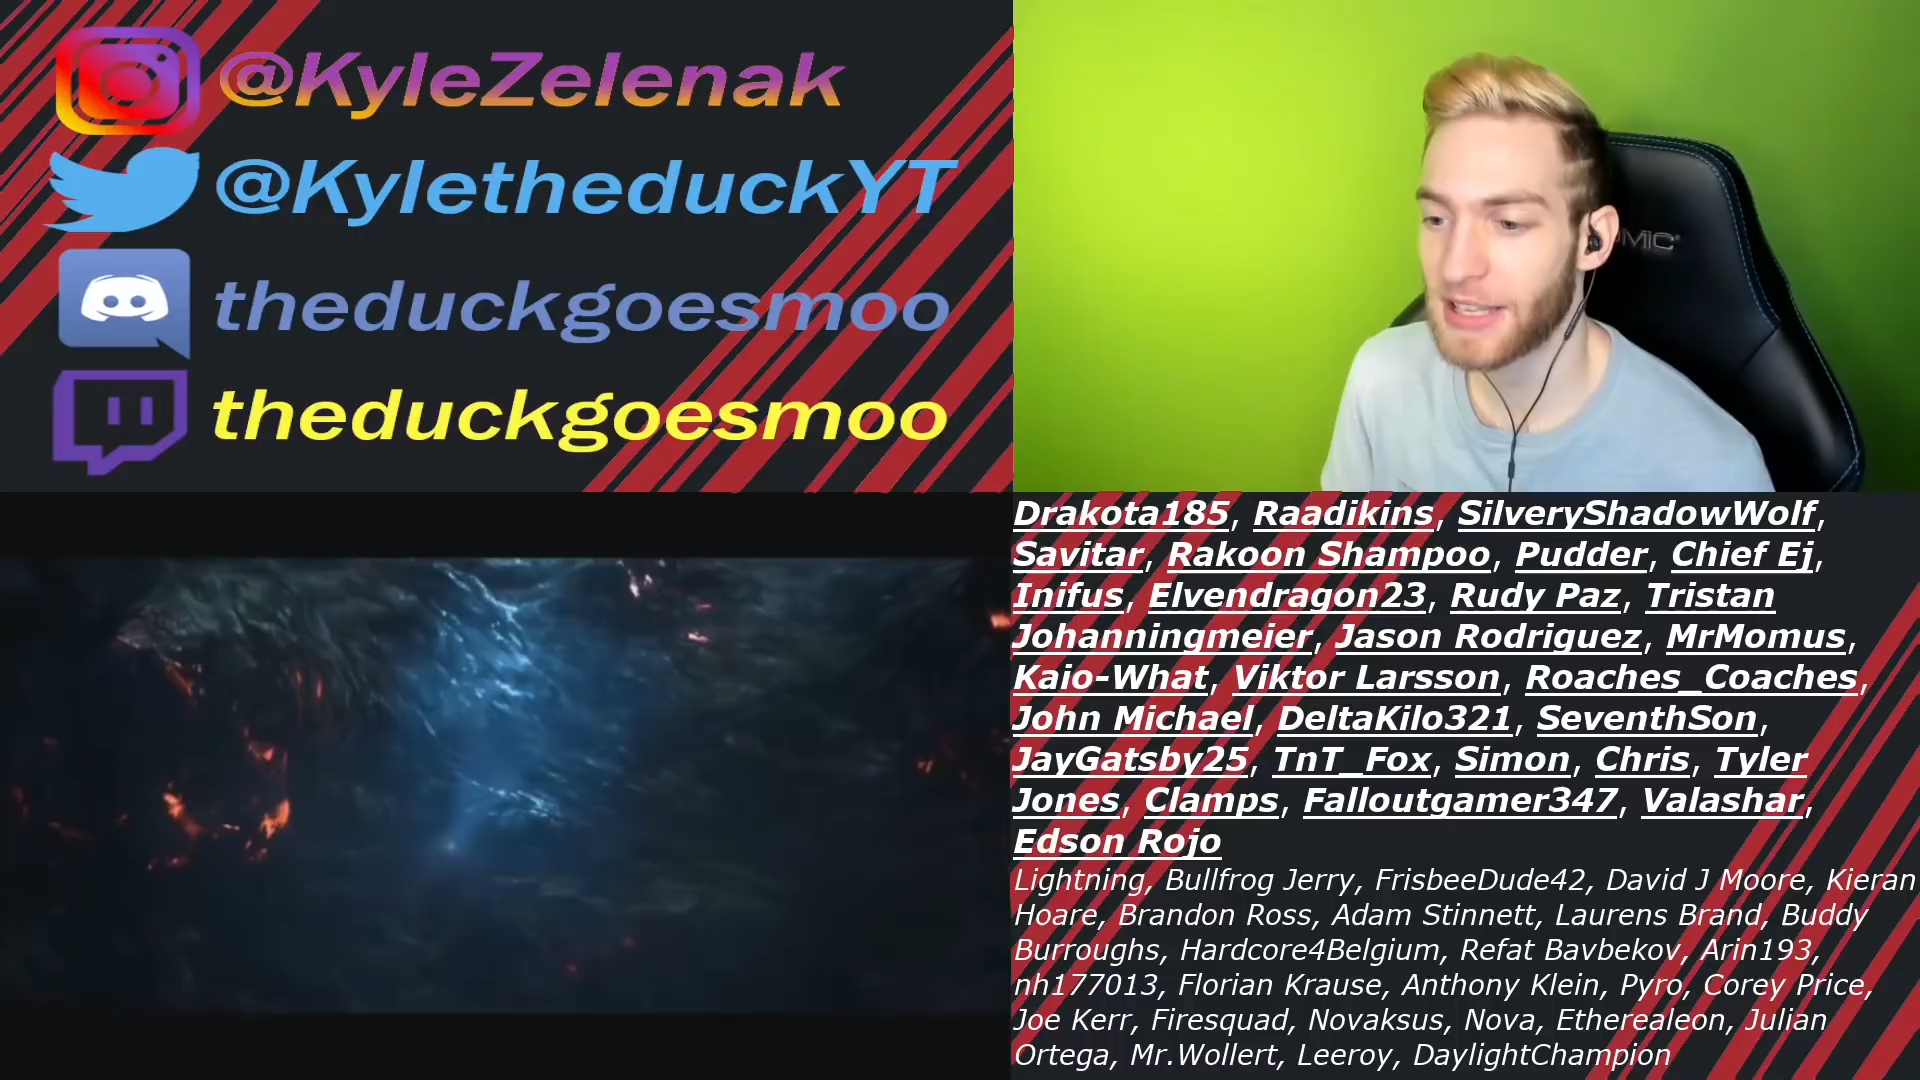 @KyleZelenak
@KyletheduckYT
theduckgoesmoo
theduckgoesmoo
OMIC
Drakota185, Raadikins, SilveryShadowWolf,
Savitar, Rakoon Shampoo, Pudder, Chief Ej,
Inifus, Elvendragon23, Rudy Paz, Tristan
Johanningmeier, Jason Rodriguez, MrMomus,
Kaio-What, Viktor Larsson, Roaches_Coaches,
John Michael, DeltaKilo321, SeventhSon,
JayGatsby25, TnT_Fox, Simon, Chris, Tyler
Jones, Clamps, Falloutgamer347, Valashar,
Edson Rojo
Lightning, Bullfrog Jerry, FrisbeeDude42, David J Moore, Kieran
Hoare, Brandon Ross, Adam Stinnett, Laurens Brand, Buddy
Burroughs, Hardcore4Belgium, Refat Bavbekov, Arin193,
nh177013, Florian Krause, Anthony Klein, Pyro, Corey Price,
Joe Kerr, Firesquad, Novaksus, Nova, Etherealeon, Julian
Ortega, Mr.Wollert, Leeroy, DaylightChampion